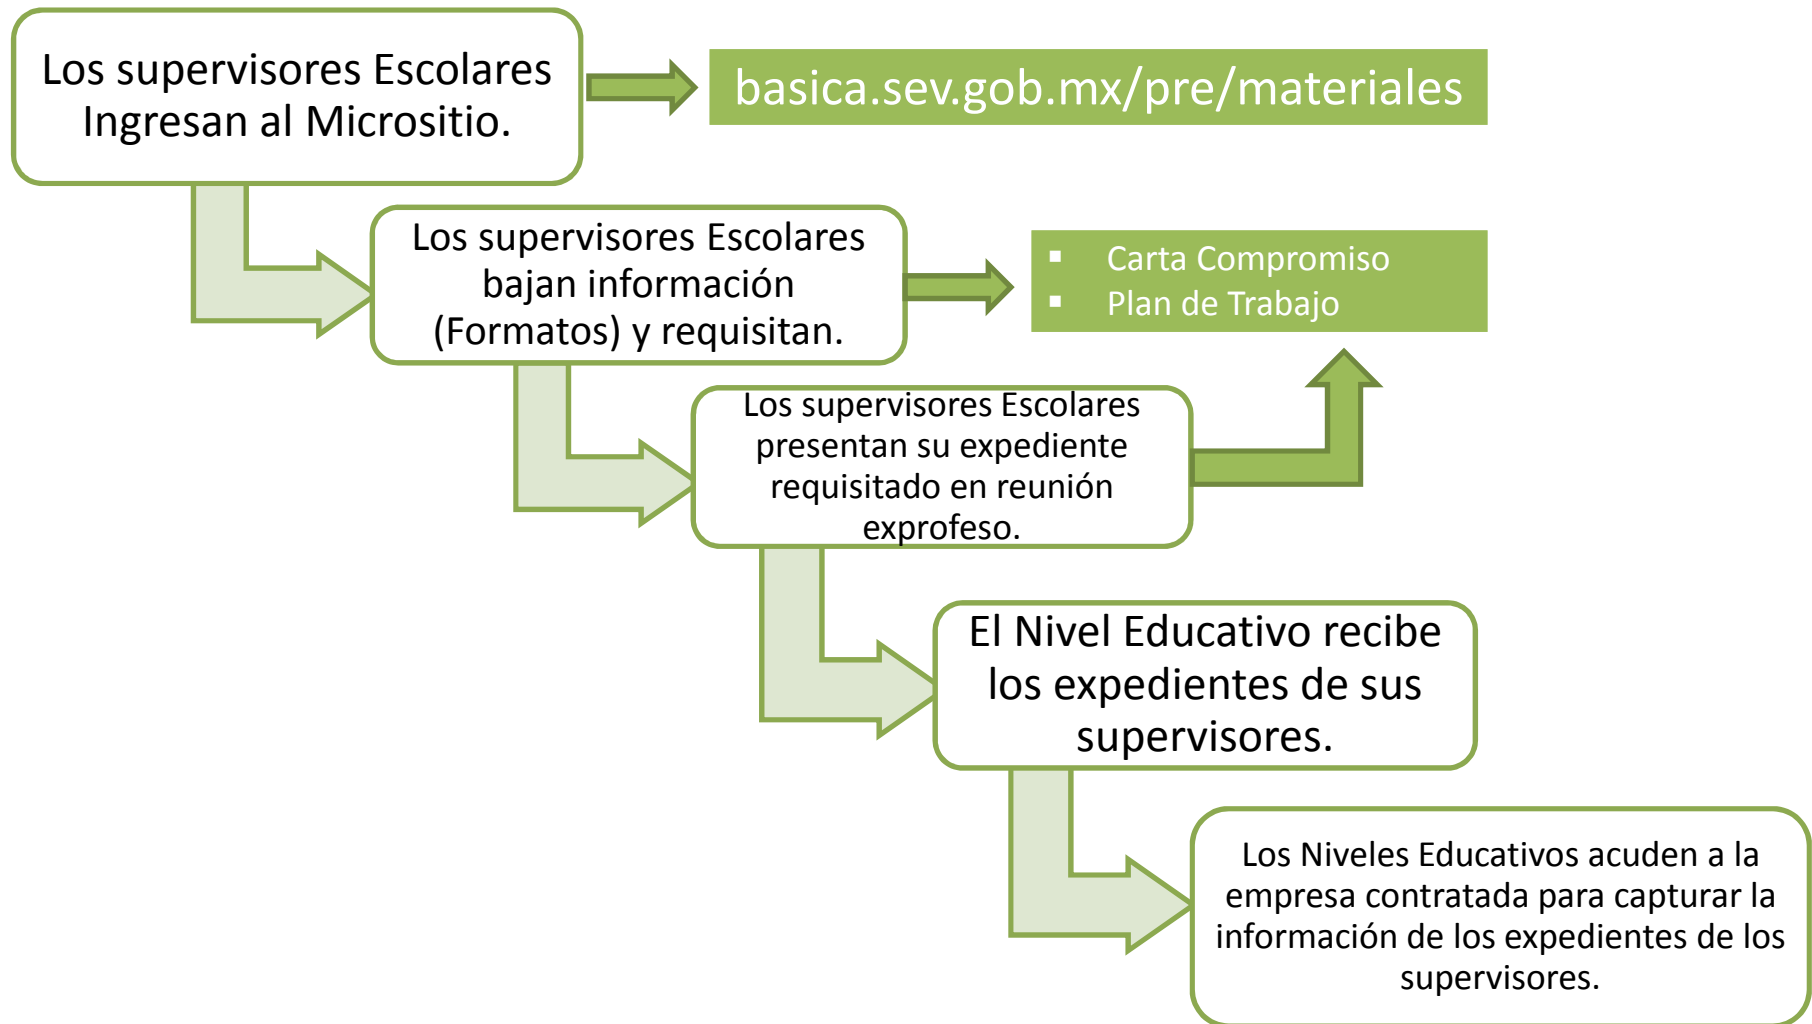 Los supervisores Escolares
Ingresan al Micrositio.
basica.sev.gob.mx/pre/materiales
Los supervisores Escolares
bajan información
(Formatos) y requisitan.
▪ Carta Compromiso
▪ Plan de Trabajo
Los supervisores Escolares
presentan su expediente
requisitado en reunión
exprofeso.
El Nivel Educativo recibe
los expedientes de sus
supervisores.
Los Niveles Educativos acuden a la
empresa contratada para capturar la
información de los expedientes de los
supervisores.